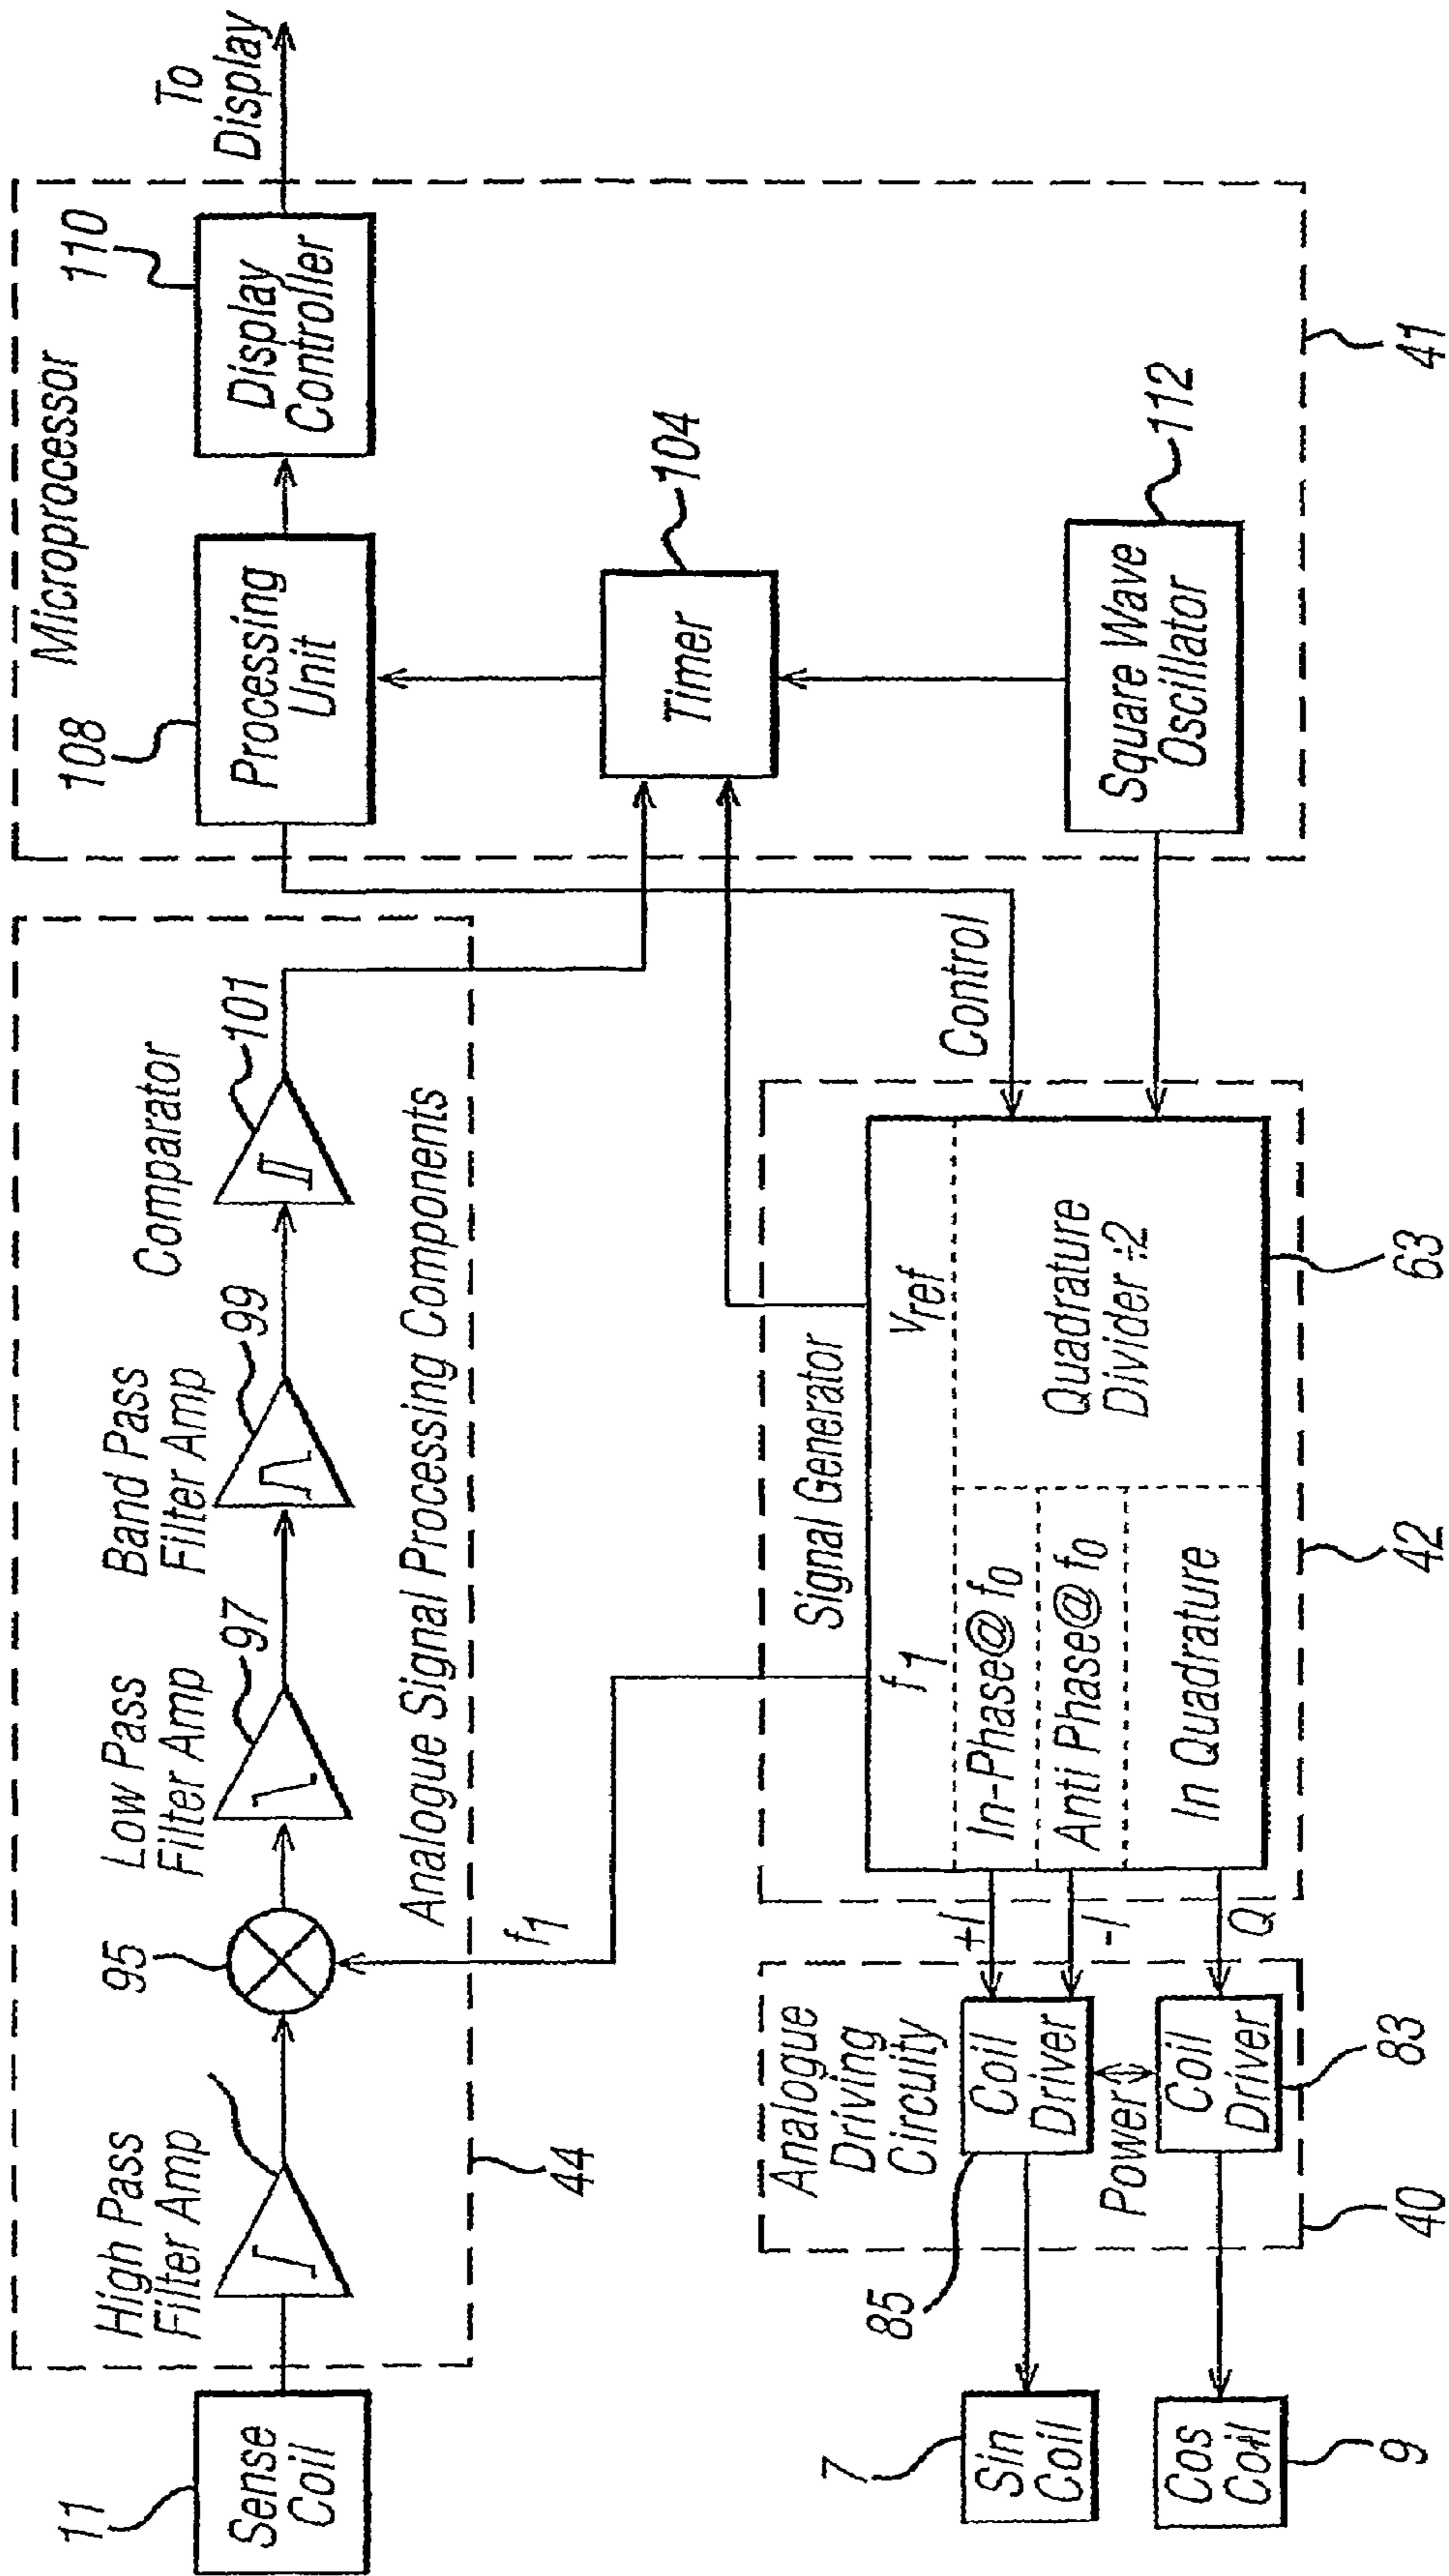 11
Sense
Coil
High Pass
Filter Amp
95
Low Pass
Filter Amp
97
Band Pass
Filter Amp
99
Comparator
101
Analogue Signal Processing Components
44
f1
Microprocessor
108
Processing
Unit
110
Display
Controller
To
Display
Timer
104
Square Wave
Oscillator
112
41
Control
Signal Generator
f1
Vref
In-Phase@ f0
Anti Phase@ f0
In Quadrature
Quadrature
Divider ÷2
63
42
+I
-I
Q
Analogue
Driving
Circuitry
Coil
Driver
Power
Coil
Driver
83
85
40
7
Sin
Coil
Cos
Coil
9